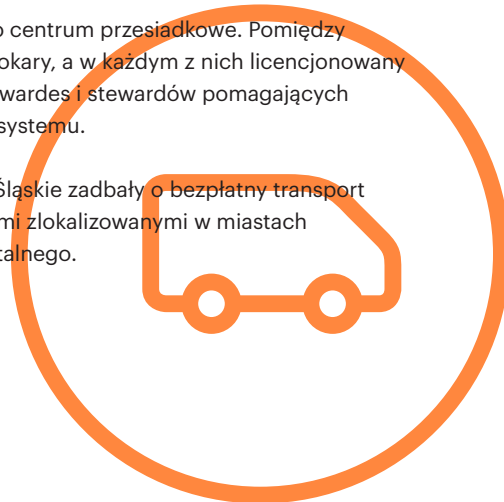 centrum przesiadkowe. Pomiędzy
okary, a w każdym z nich licencjonowany
wardes i stewardów pomagających
systemu.
Śląskie zadbały o bezpłatny transport
mi zlokalizowanymi w miastach
talnego.